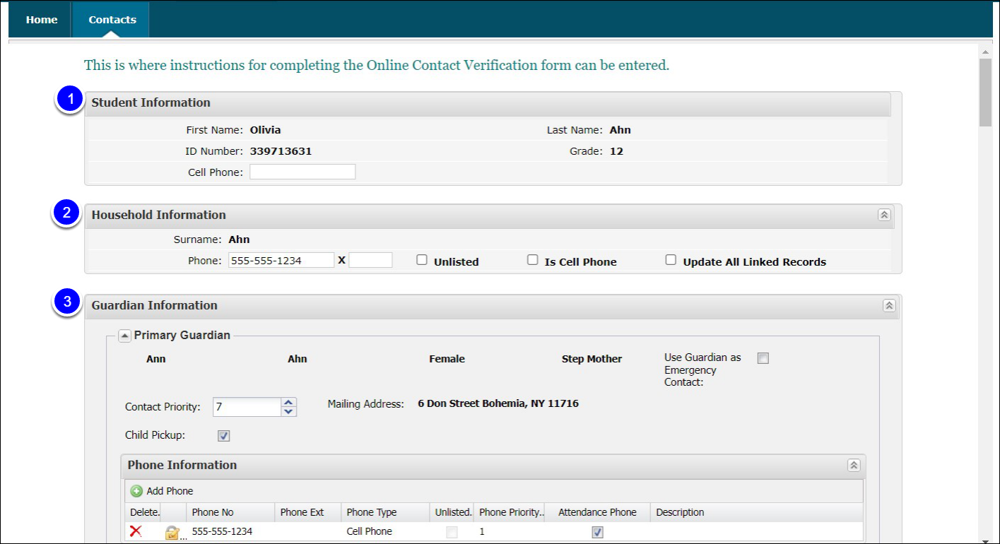 Home Contacts
This is where instructions for completing the Online Contact Verification form can be entered.
1 Student Information
First Name: Olivia Last Name: Ahn
ID Number: 339713631 Grade: 12
Cell Phone:
2 Household Information
Surname: Ahn
Phone: 555-555-1234 X Unlisted Is Cell Phone Update All Linked Records
3 Guardian Information
Primary Guardian
Ann Ahn Female Step Mother Use Guardian as
Emergency
Contact:
Contact Priority: 7 Mailing Address: 6 Don Street Bohemia, NY 11716
Child Pickup:
Phone Information
Add Phone
Delete. Phone No Phone Ext Phone Type Unlisted. Phone Priority.. Attendance Phone Description
... 555-555-1234 Cell Phone 1